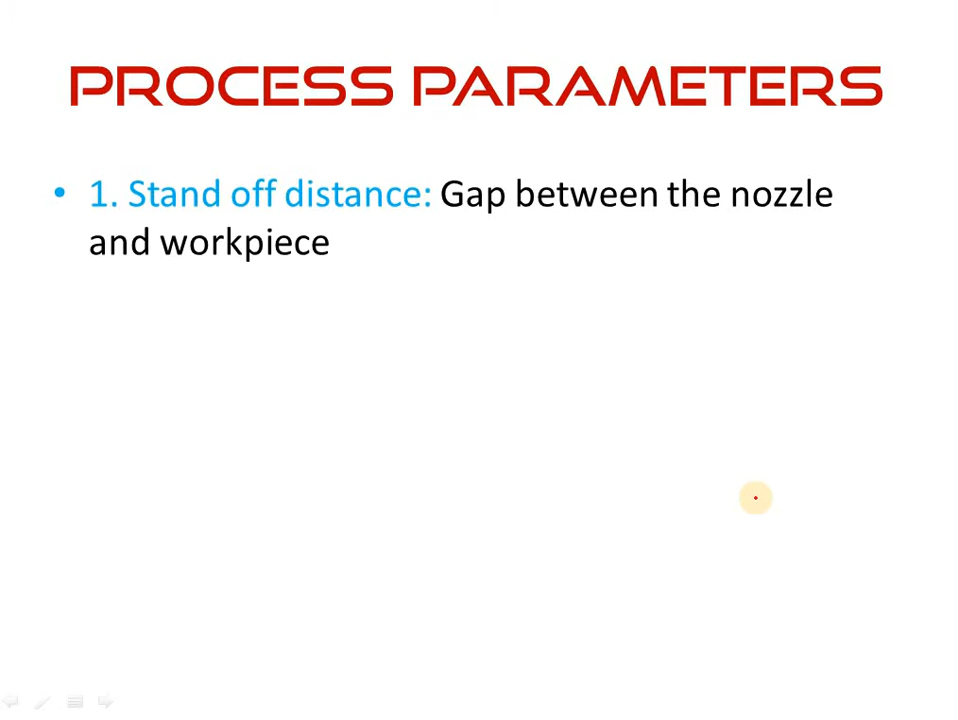 PROCESS PARAMETERS
• 1. Stand off distance: Gap between the nozzle
and workpiece